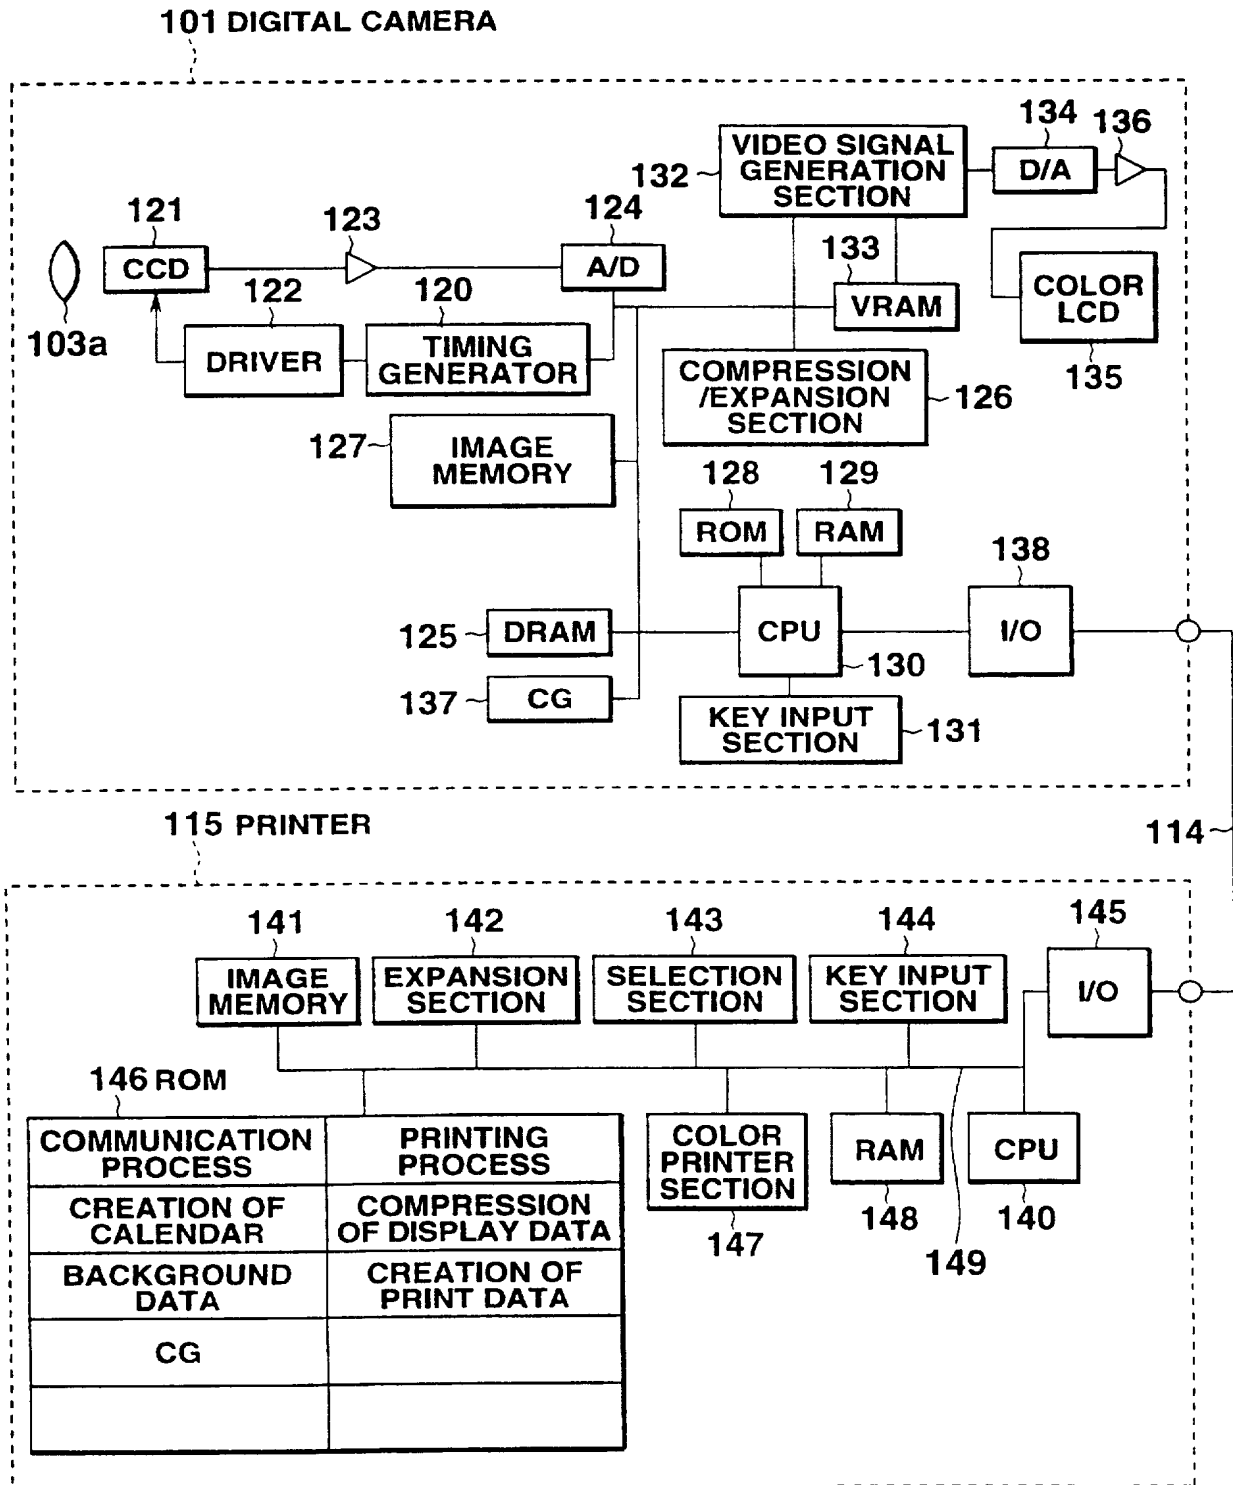 101 DIGITAL CAMERA
134
136
VIDEO SIGNAL
GENERATION
SECTION
132
D/A
121
123
124
CCD
A/D
133
VRAM
COLOR
LCD
135
103a
122
120
DRIVER
TIMING
GENERATOR
COMPRESSION
/EXPANSION
SECTION
126
127
IMAGE
MEMORY
128
129
ROM
RAM
138
125
DRAM
CPU
I/O
130
137
CG
KEY INPUT
SECTION
131
115 PRINTER
114
141
142
143
144
145
IMAGE
MEMORY
EXPANSION
SECTION
SELECTION
SECTION
KEY INPUT
SECTION
I/O
146 ROM
COMMUNICATION
PROCESS
PRINTING
PROCESS
CREATION OF
CALENDAR
COMPRESSION
OF DISPLAY DATA
BACKGROUND
DATA
CREATION OF
PRINT DATA
CG
COLOR
PRINTER
SECTION
RAM
CPU
147
148
140
149